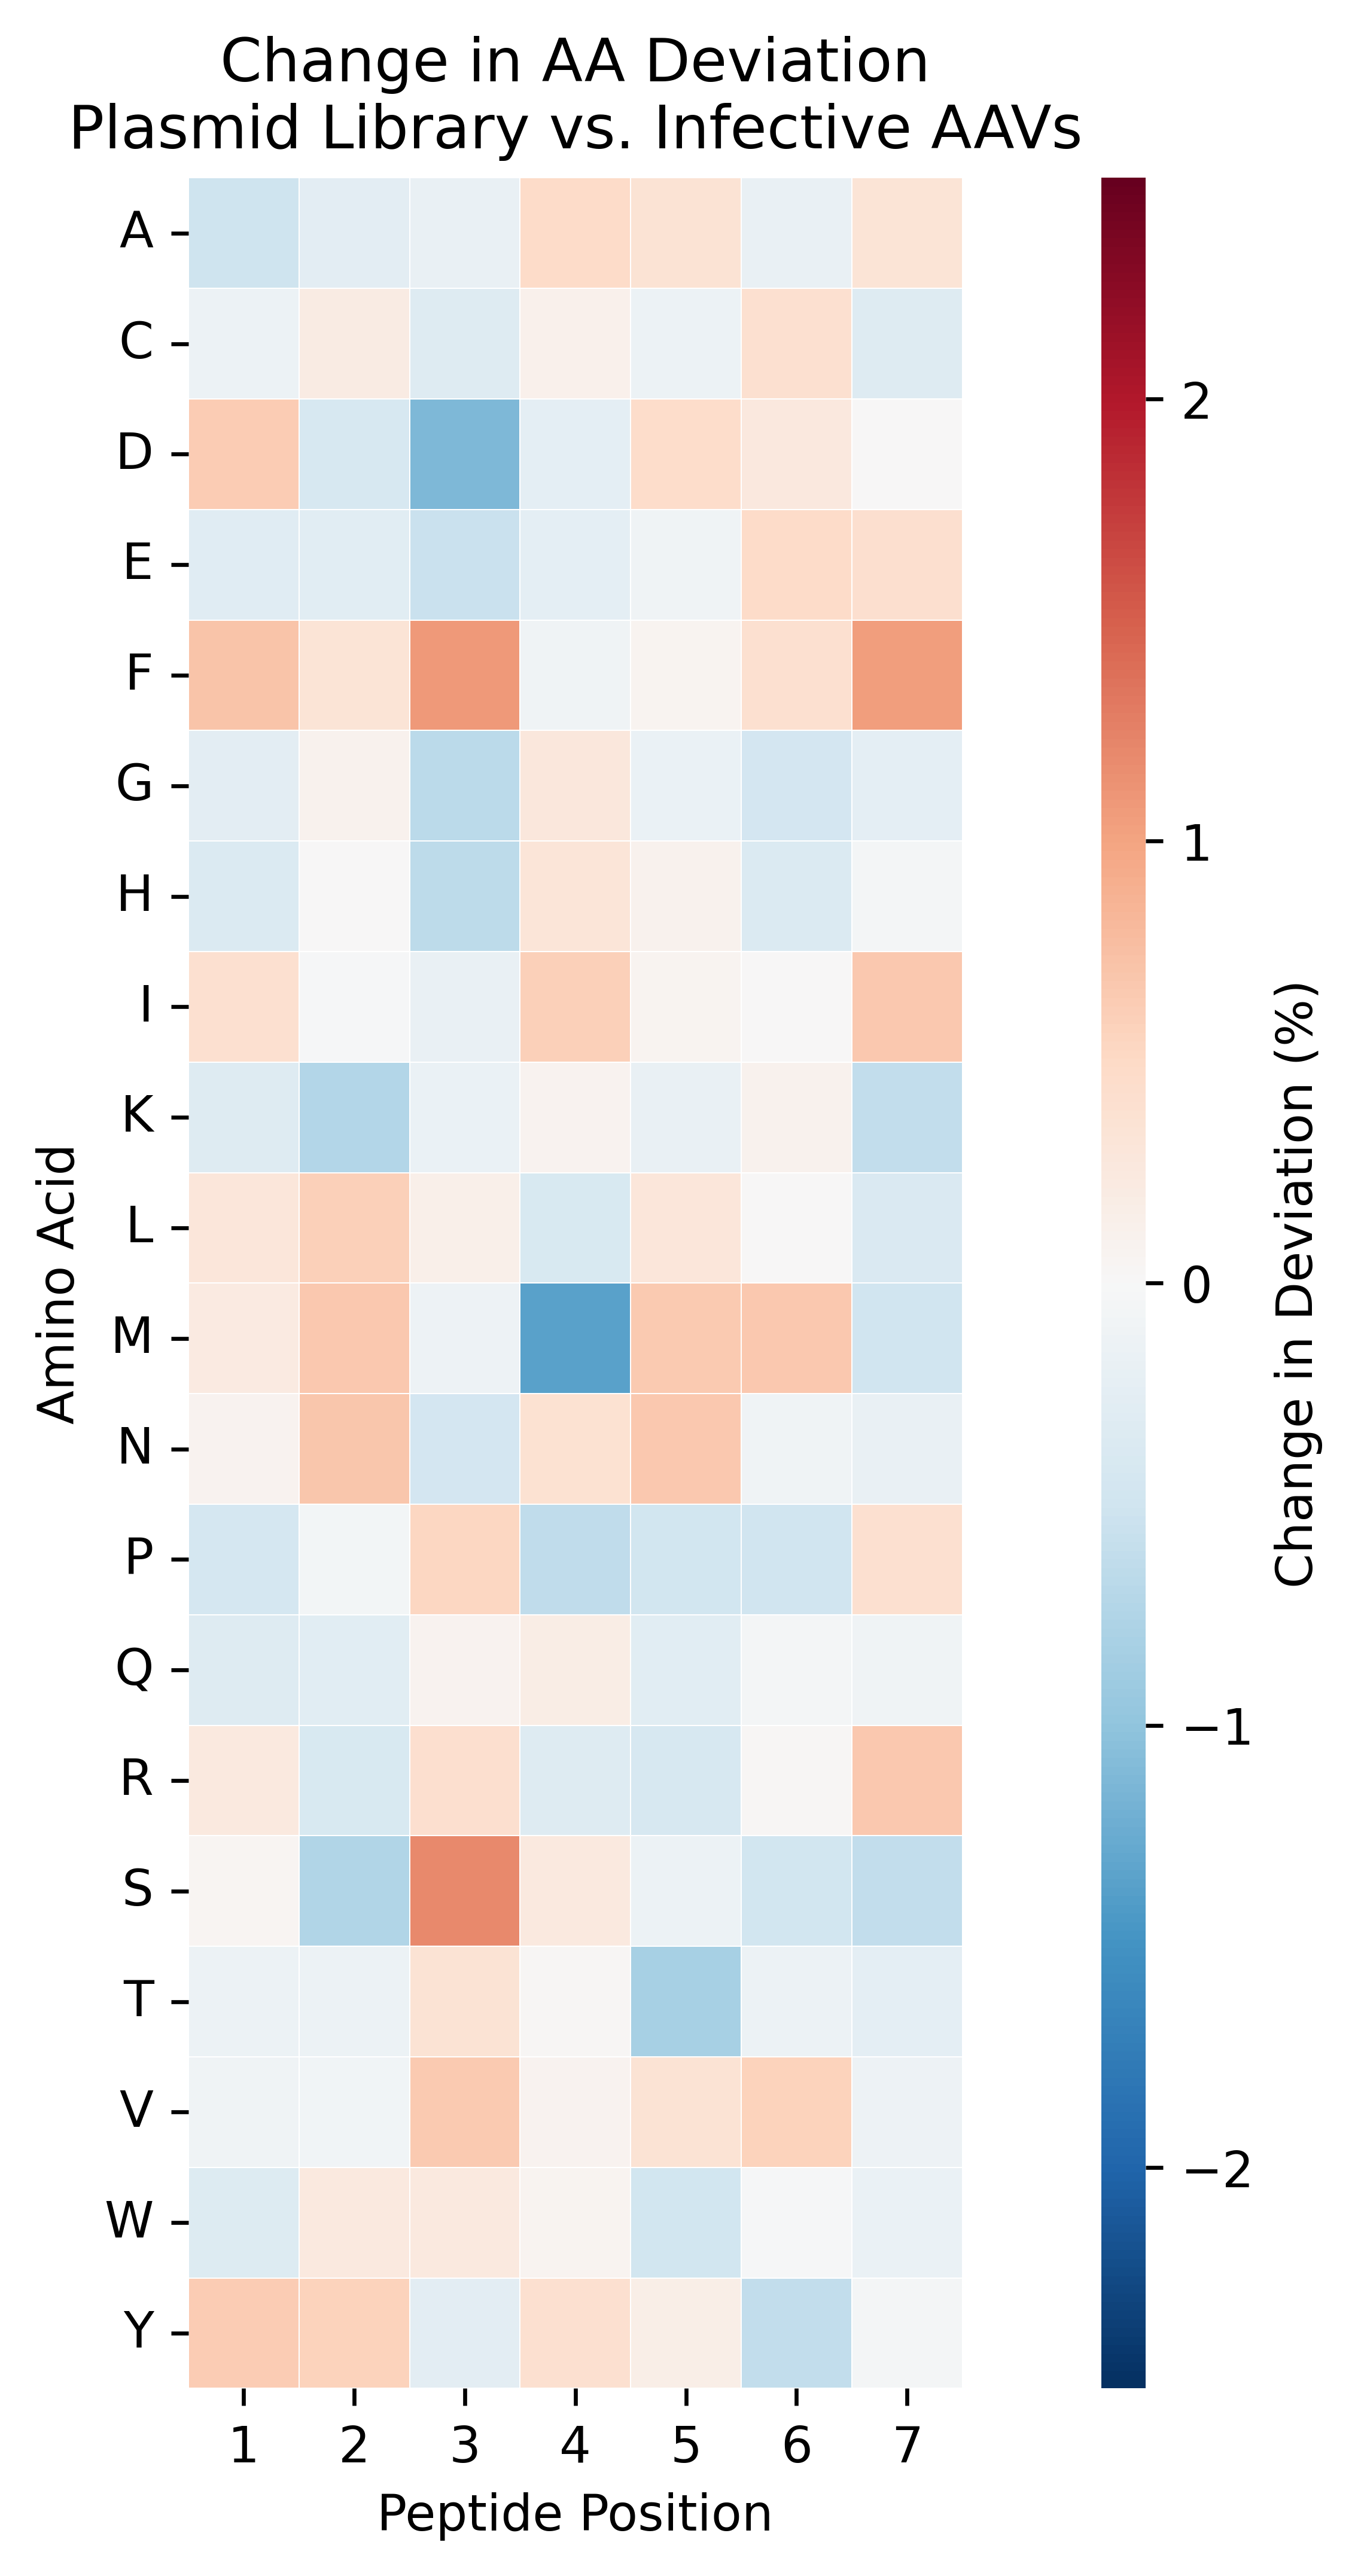 Change in AA Deviation
Plasmid Library vs. Infective AAVs
A
C
D
E
F
G
H
I
K
L
M
N
P
Q
R
S
T
V
W
Y
Amino Acid
1 2 3 4 5 6 7
Peptide Position
2
1
0
−1
−2
Change in Deviation (%)